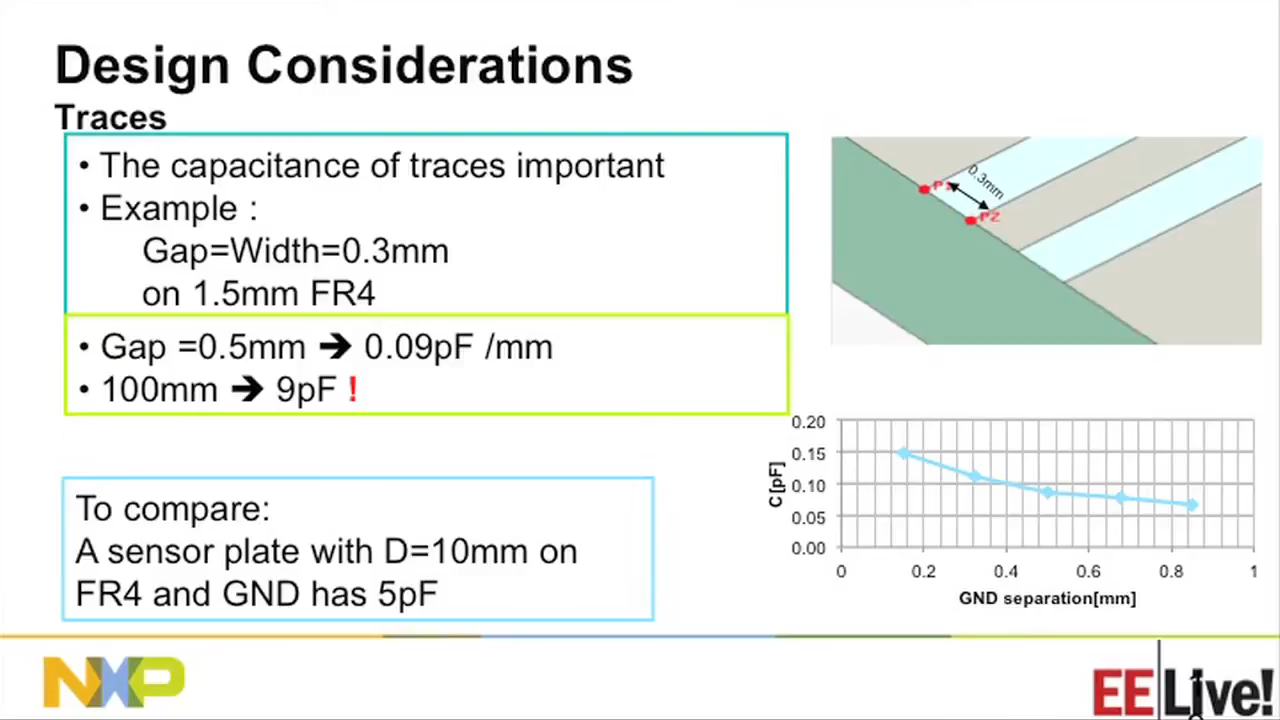 Design Considerations
Traces
• The capacitance of traces important
• Example :
Gap=Width=0.3mm
on 1.5mm FR4
• Gap =0.5mm ➔ 0.09pF /mm
• 100mm ➔ 9pF !
To compare:
A sensor plate with D=10mm on
FR4 and GND has 5pF
0.3mm
P2
0.20
0.15
0.10
0.05
0.00
C[pF]
0 0.2 0.4 0.6 0.8 1
GND separation[mm]
NXP
EE Live!